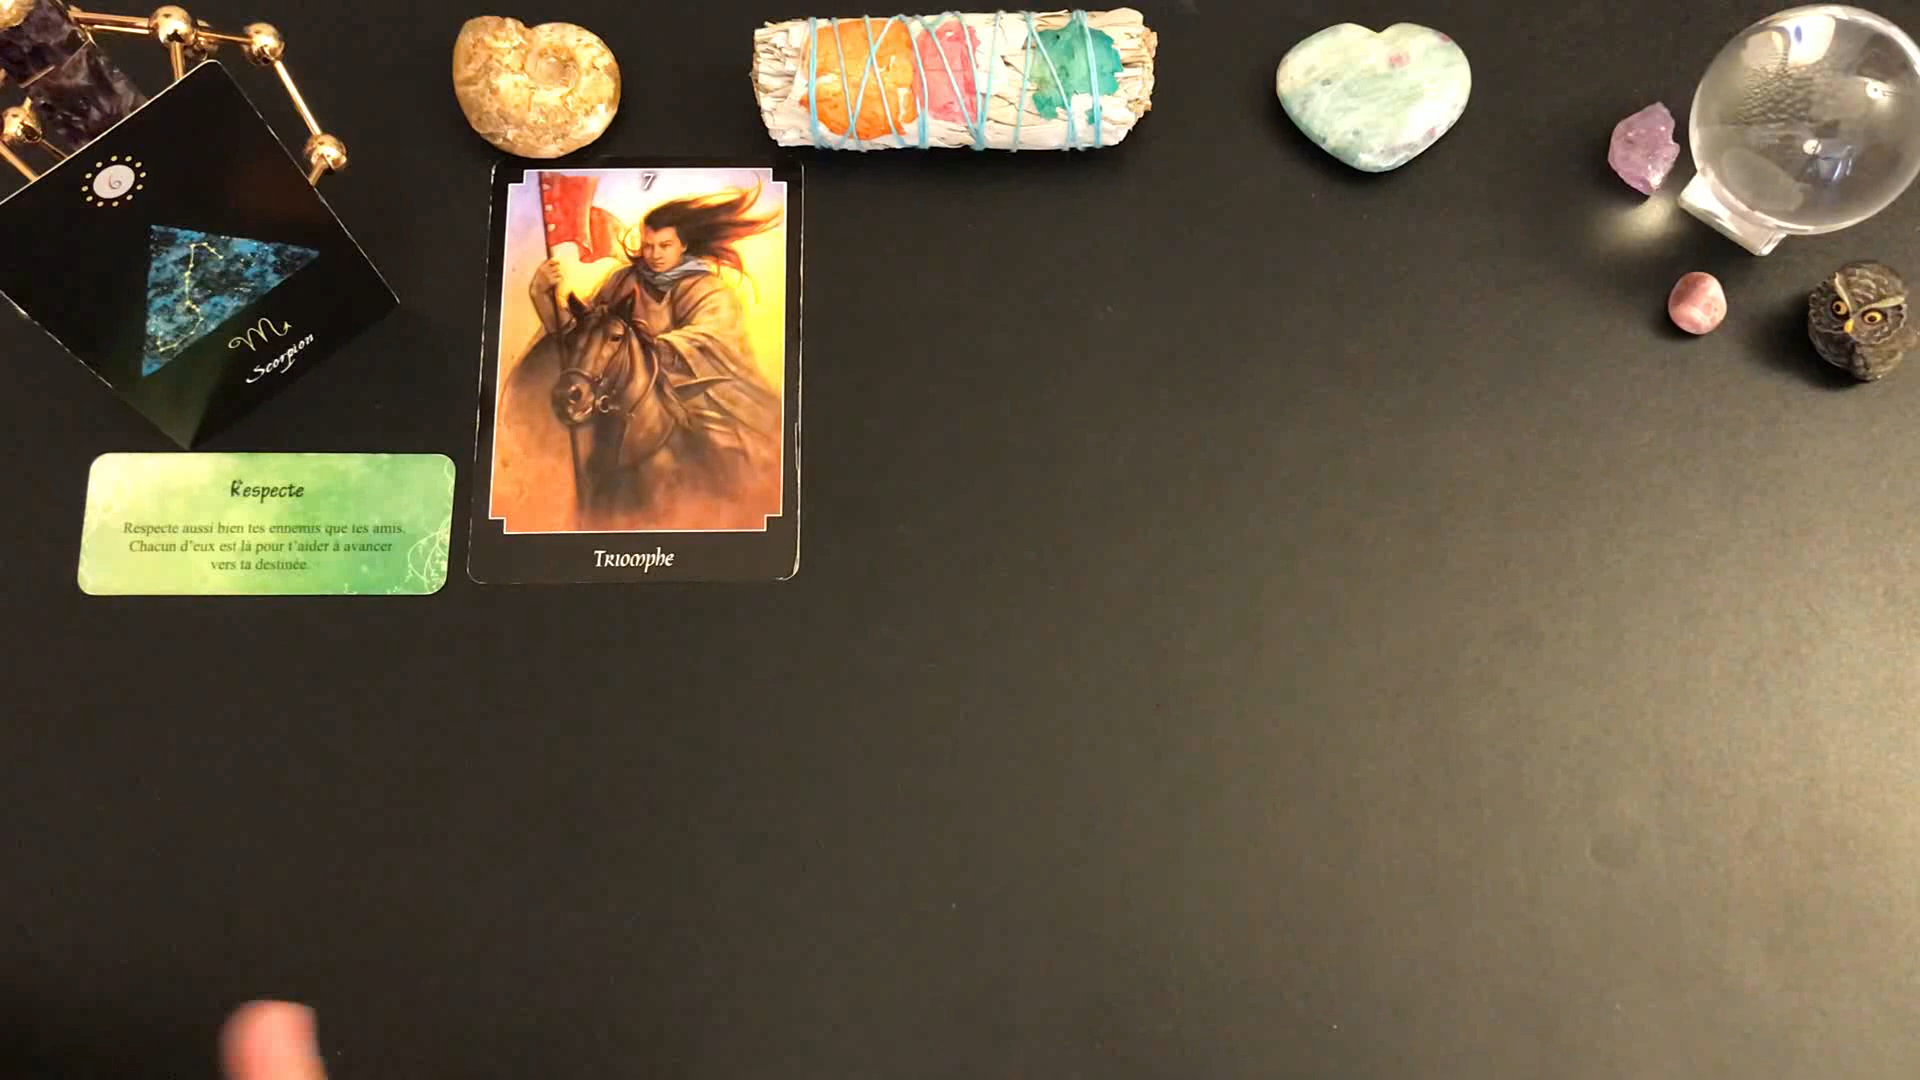 6
Scorpion
Respecte
Respecte aussi bien tes ennemis que tes amis.
Chacun d'eux est là pour t'aider à avancer
vers ta destinée.
7
Triomphe